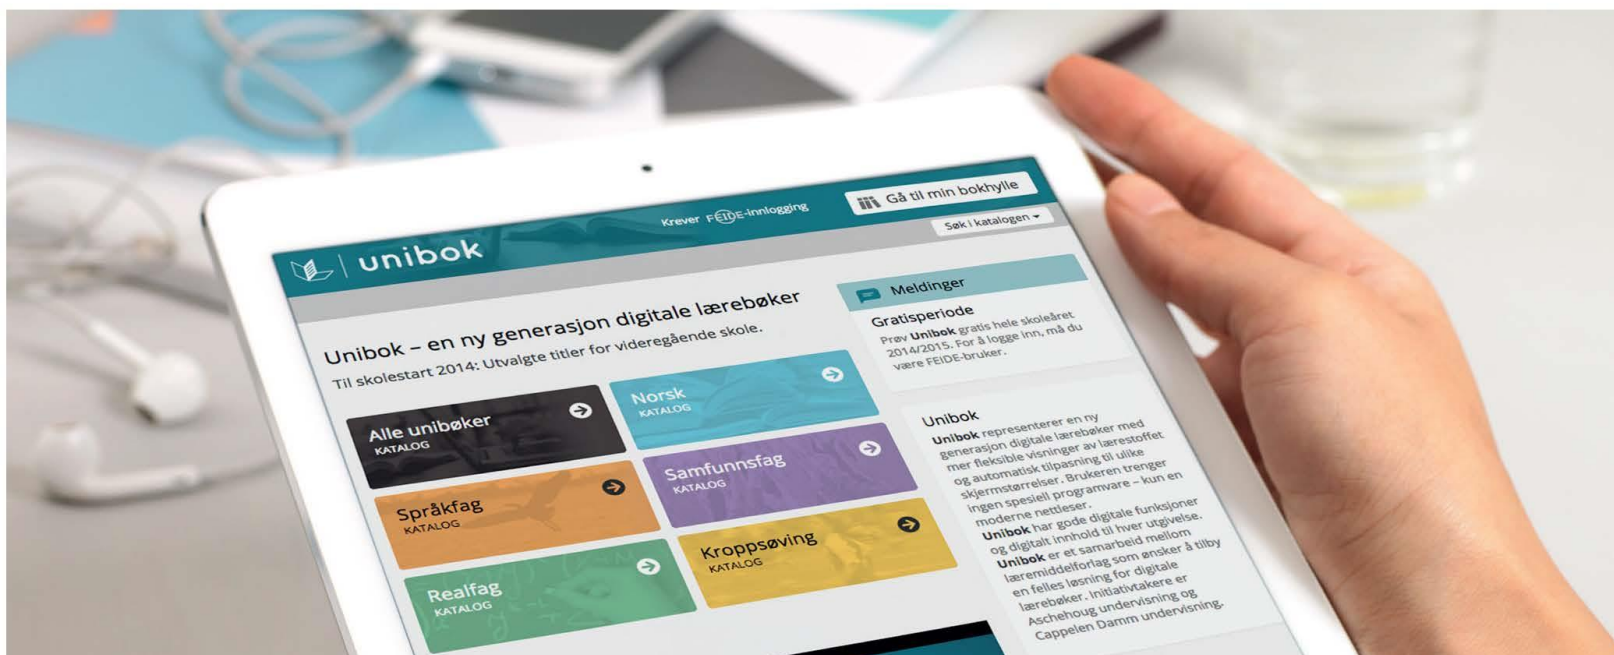 unibok
Krever FEIDE-innlogging
Gå til min bokhylle
Søk i katalogen
Unibok – en ny generasjon digitale lærebøker
Til skolestart 2014: Utvalgte titler for videregående skole.
Alle unibøker
KATALOG
Norsk
KATALOG
Språkfag
KATALOG
Samfunnsfag
KATALOG
Realfag
KATALOG
Kroppsøving
KATALOG
Meldinger
Gratisperiode
Prøv Unibok gratis hele skoleåret
2014/2015. For å logge inn, må du
være FEIDE-bruker.
Unibok
Unibok representerer en ny
generasjon digitale lærebøker med
mer fleksible visninger av lærestoffet
og automatisk tilpasning til ulike
skjermstørrelser. Brukeren trenger
ingen spesiell programvare – kun en
moderne nettleser.
Unibok har gode digitale funksjoner
og digitalt innhold til hver utgivelse.
Unibok er et samarbeid mellom
læremiddelforlag som ønsker å tilby
en felles løsning for digitale
lærebøker. Initiativtakere er
Aschehoug undervisning og
Cappelen Damm undervisning.